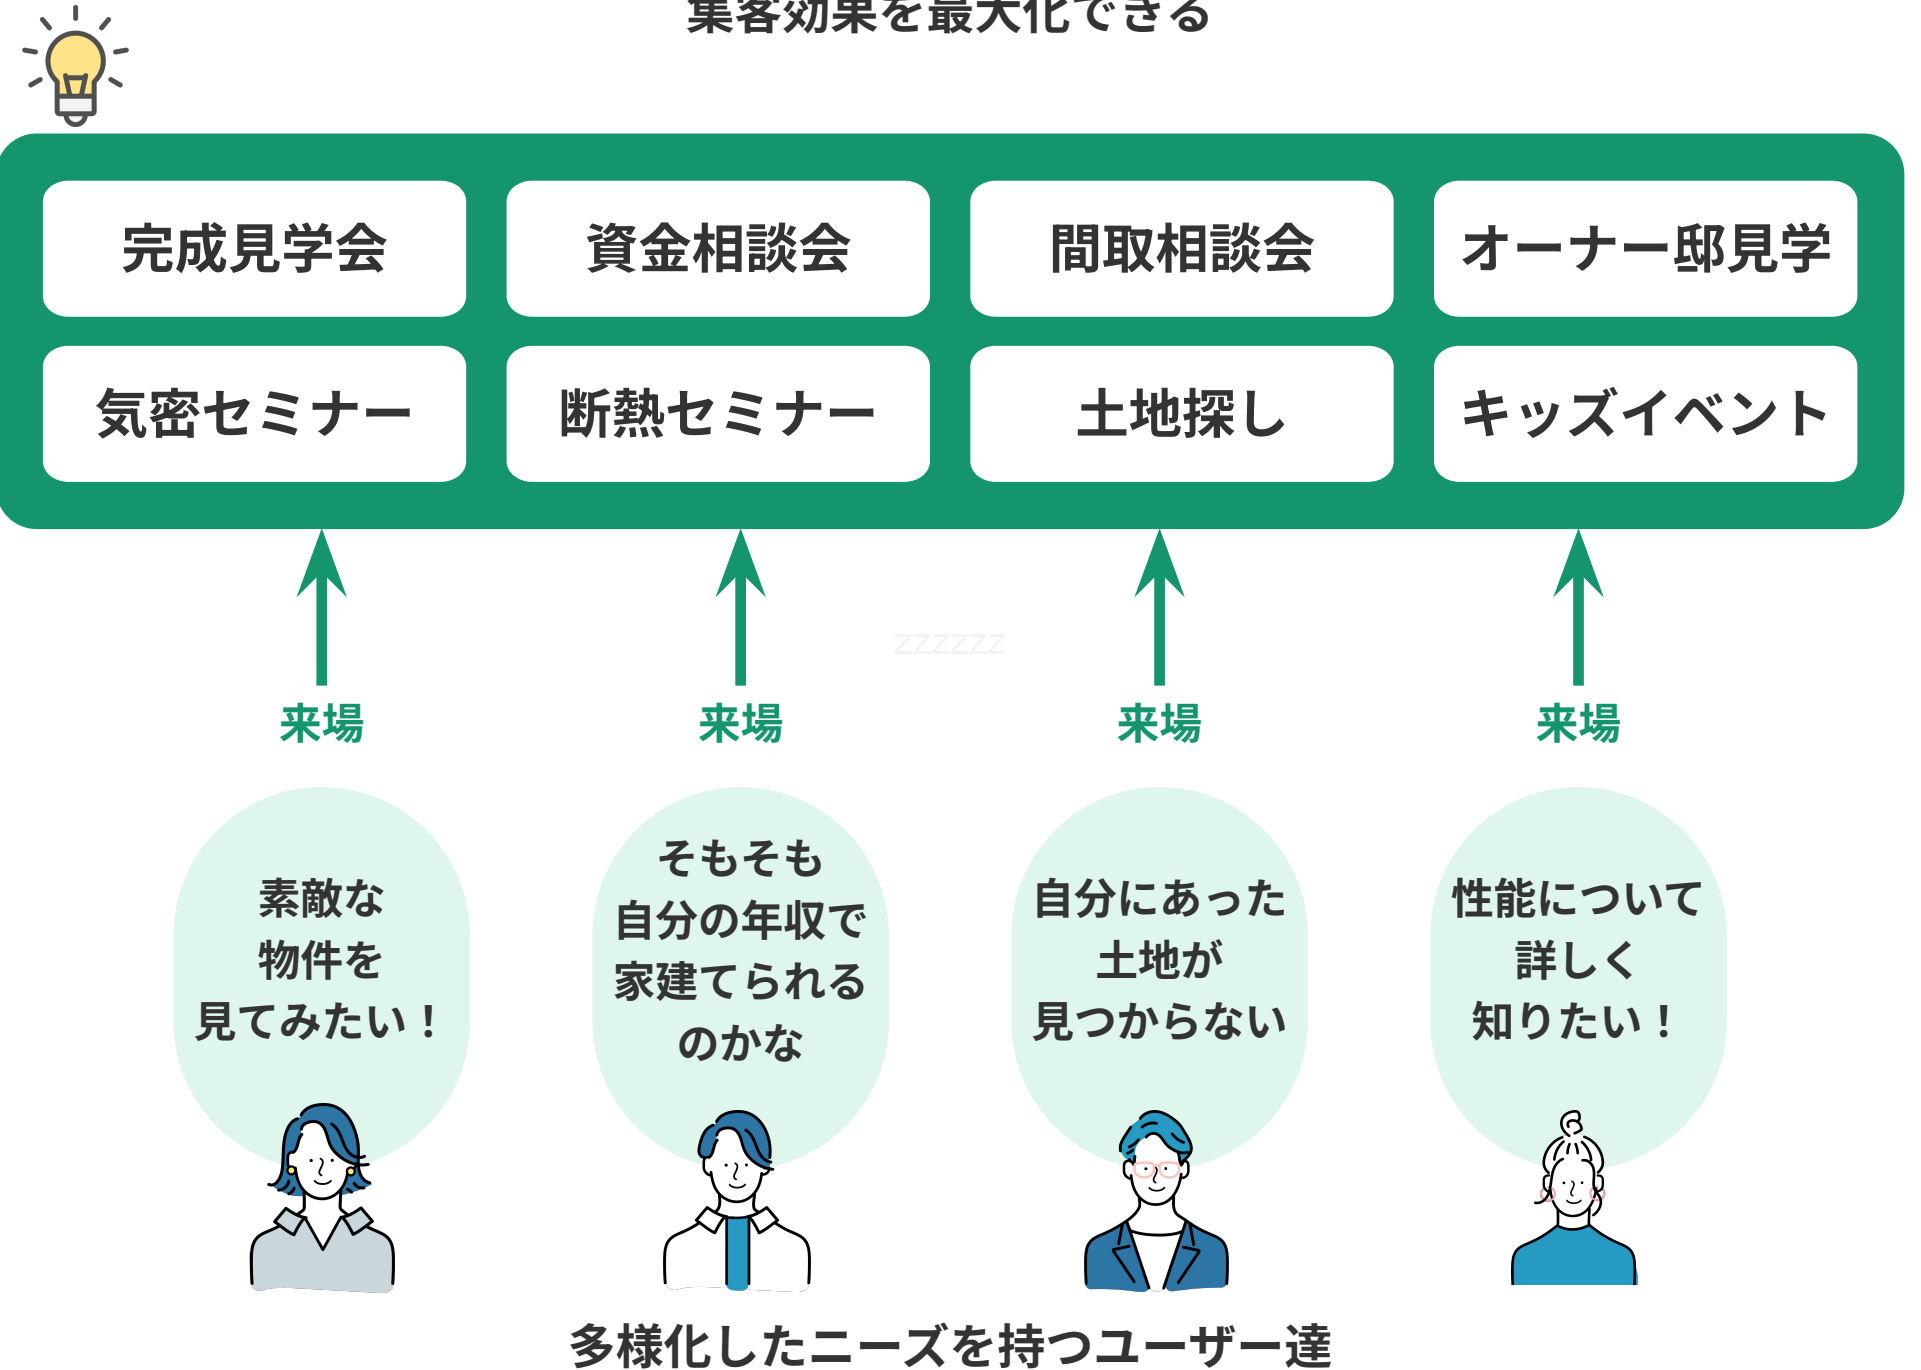 集客効果を最大化できる
完成見学会
資金相談会
間取相談会
オーナー邸見学
気密セミナー
断熱セミナー
土地探し
キッズイベント
zzzzzz
来場
来場
来場
来場
素敵な
物件を
見てみたい！
そもそも
自分の年収で
家建てられる
のかな
自分にあった
土地が
見つからない
性能について
詳しく
知りたい！
多様化したニーズを持つユーザー達